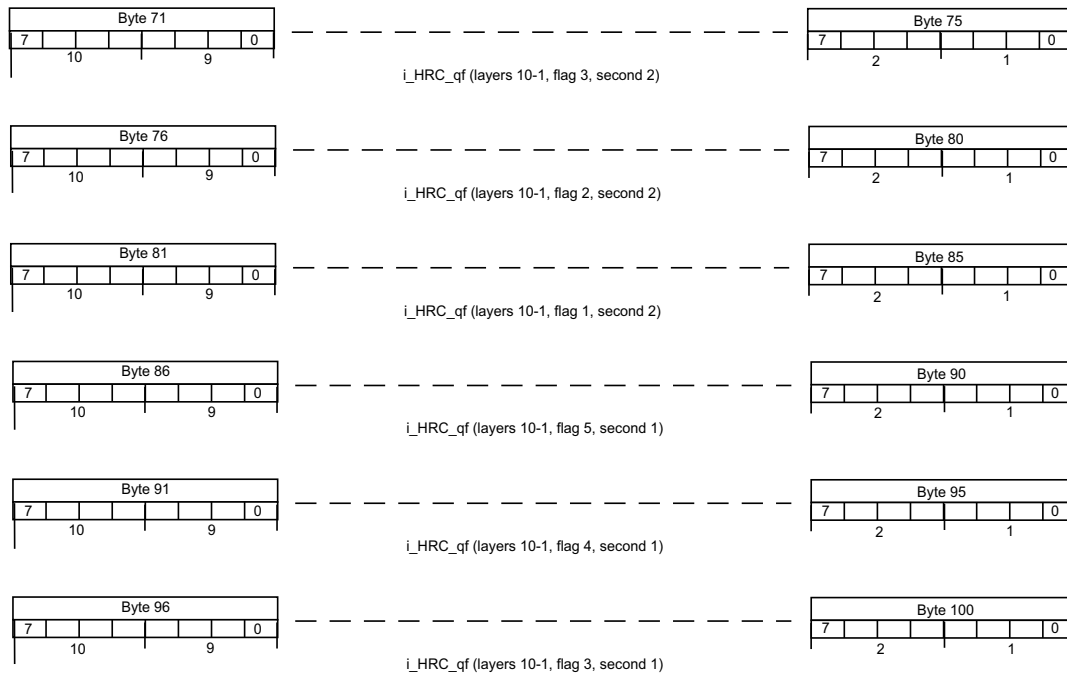 Byte 71 Byte 75
7 0 7 0
10 9 2 1
i_HRC_qf (layers 10-1, flag 3, second 2)
Byte 76 Byte 80
7 0 7 0
10 9 2 1
i_HRC_qf (layers 10-1, flag 2, second 2)
Byte 81 Byte 85
7 0 7 0
10 9 2 1
i_HRC_qf (layers 10-1, flag 1, second 2)
Byte 86 Byte 90
7 0 7 0
10 9 2 1
i_HRC_qf (layers 10-1, flag 5, second 1)
Byte 91 Byte 95
7 0 7 0
10 9 2 1
i_HRC_qf (layers 10-1, flag 4, second 1)
Byte 96 Byte 100
7 0 7 0
10 9 2 1
i_HRC_qf (layers 10-1, flag 3, second 1)